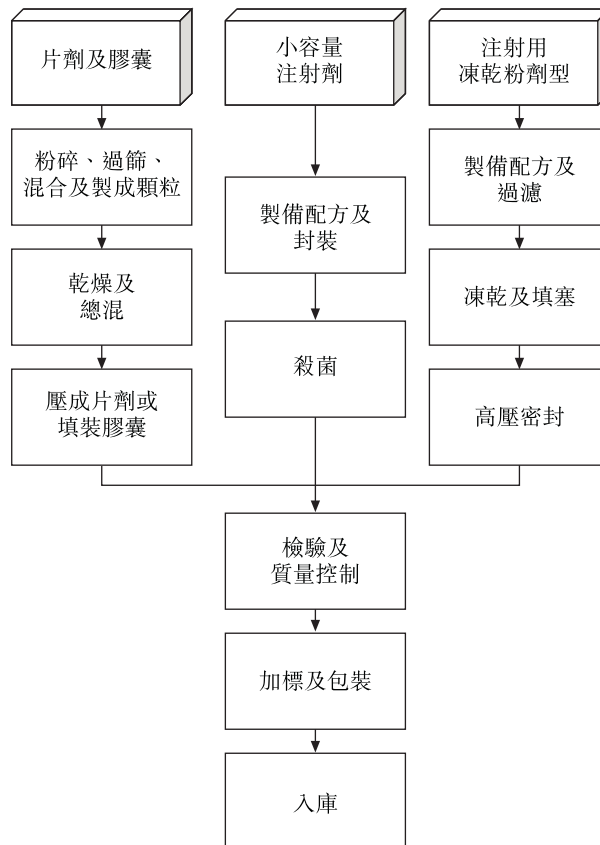 片劑及膠囊
小容量
注射劑
注射用
凍乾粉劑型
粉碎、過篩、
混合及製成顆粒
製備配方及
封裝
製備配方及
過濾
乾燥及
總混
殺菌
凍乾及填塞
壓成片劑或
填裝膠囊
高壓密封
檢驗及
質量控制
加標及包裝
入庫